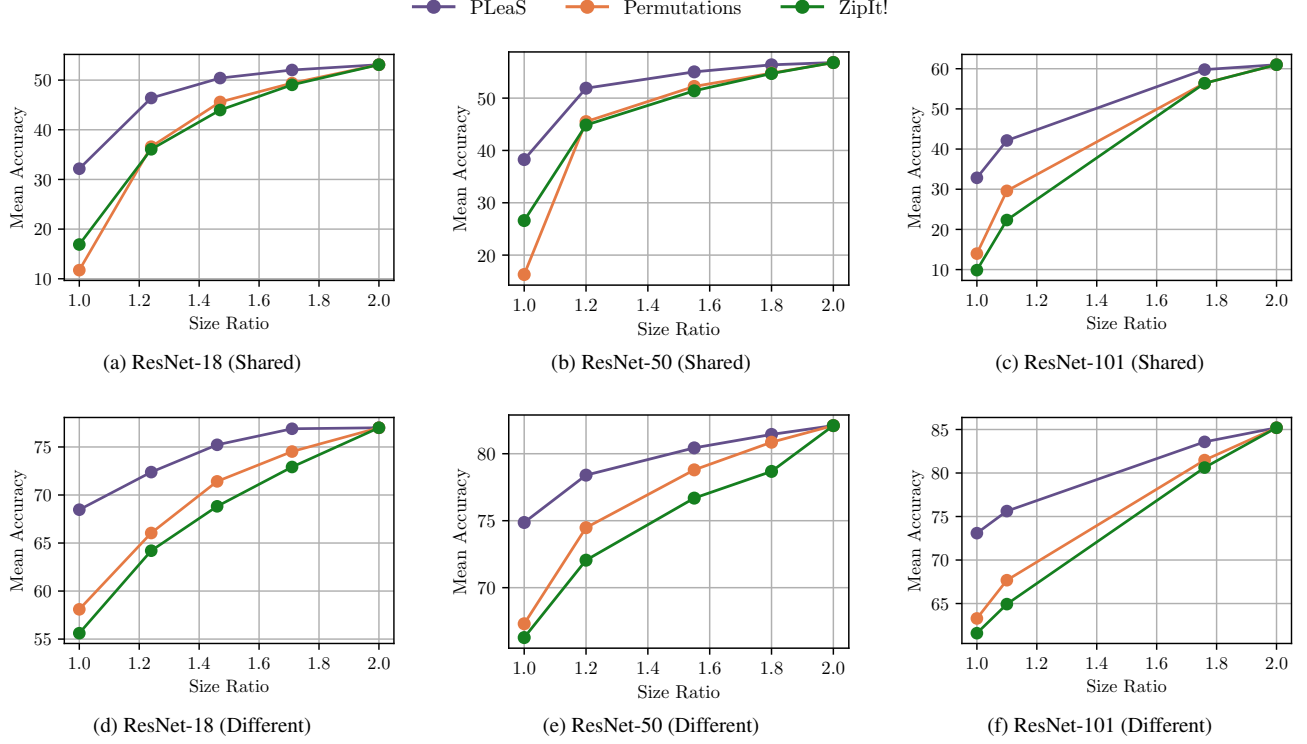 PLeaS Permutations ZipIt!
50
40
30
20
10
Mean Accuracy
1.0 1.2 1.4 1.6 1.8 2.0
Size Ratio
(a) ResNet-18 (Shared)
50
40
30
20
Mean Accuracy
1.0 1.2 1.4 1.6 1.8 2.0
Size Ratio
(b) ResNet-50 (Shared)
60
50
40
30
20
10
Mean Accuracy
1.0 1.2 1.4 1.6 1.8 2.0
Size Ratio
(c) ResNet-101 (Shared)
75
70
65
60
55
Mean Accuracy
1.0 1.2 1.4 1.6 1.8 2.0
Size Ratio
(d) ResNet-18 (Different)
80
75
70
Mean Accuracy
1.0 1.2 1.4 1.6 1.8 2.0
Size Ratio
(e) ResNet-50 (Different)
85
80
75
70
65
Mean Accuracy
1.0 1.2 1.4 1.6 1.8 2.0
Size Ratio
(f) ResNet-101 (Different)